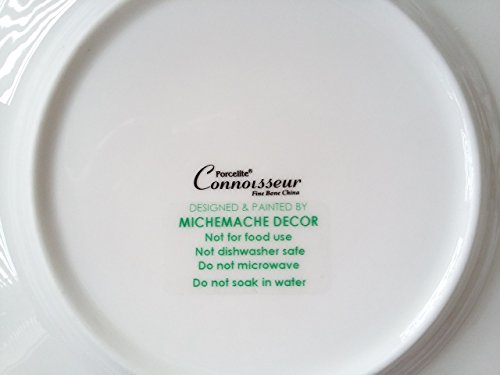 Porcelite®
Connoisseur
Fine Bone China
DESIGNED & PAINTED BY
MICHEMACHE DECOR
Not for food use
Not dishwasher safe
Do not microwave
Do not soak in water